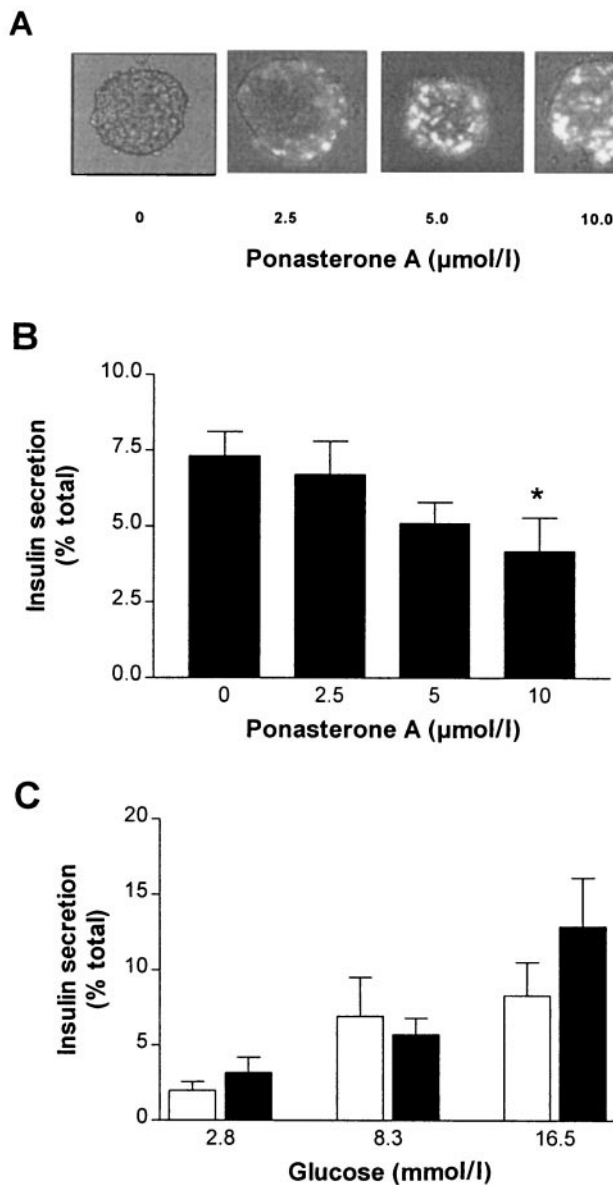 A
0 2.5 5.0 10.0
Ponasterone A (µmol/l)
B
Insulin secretion
(% total)
10.0
7.5
5.0
2.5
0.0
*
0 2.5 5 10
Ponasterone A (µmol/l)
C
Insulin secretion
(% total)
20
15
10
5
0
2.8 8.3 16.5
Glucose (mmol/l)